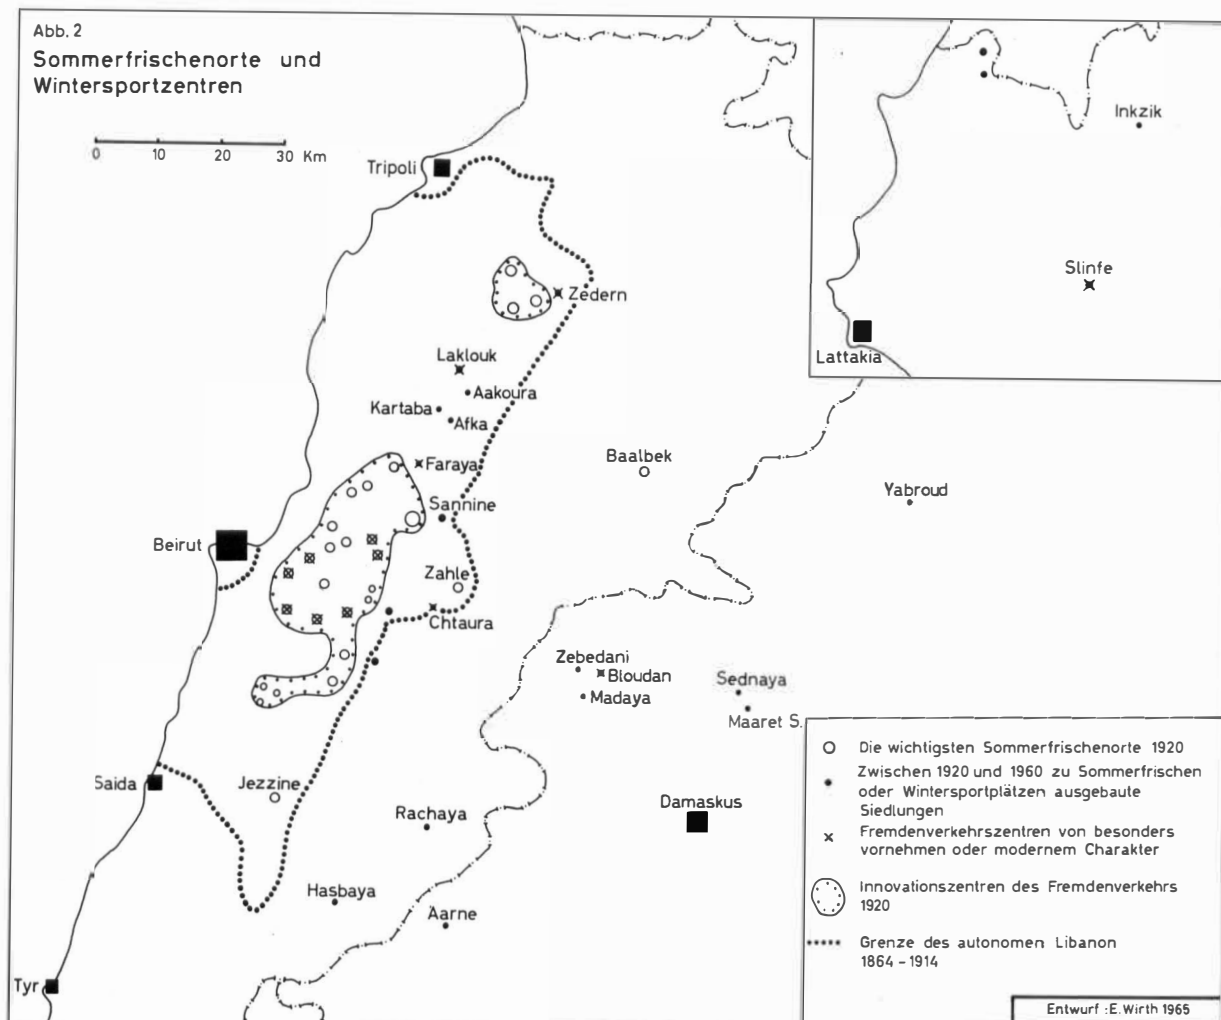 Abb. 2
Sommerfrischenorte und
Wintersportzentren
0 10 20 30 Km
Tripoli
Zedern
Laklouk
Aakoura
Kartaba
Afka
Faraya
Sannine
Beirut
Zahle
Chtaura
Baalbek
Yabroud
Zebedani
Bloudan
Madaya
Sednaya
Maaret S.
Saida
Jezzine
Rachaya
Damaskus
Hasbaya
Aarne
Tyr
Inkzik
Slinfe
Lattakia
Die wichtigsten Sommerfrischenorte 1920
Zwischen 1920 und 1960 zu Sommerfrischen
oder Wintersportplätzen ausgebaute
Siedlungen
Fremdenverkehrszentren von besonders
vornehmen oder modernem Charakter
Innovationszentren des Fremdenverkehrs
1920
Grenze des autonomen Libanon
1864 – 1914
Entwurf : E. Wirth 1965